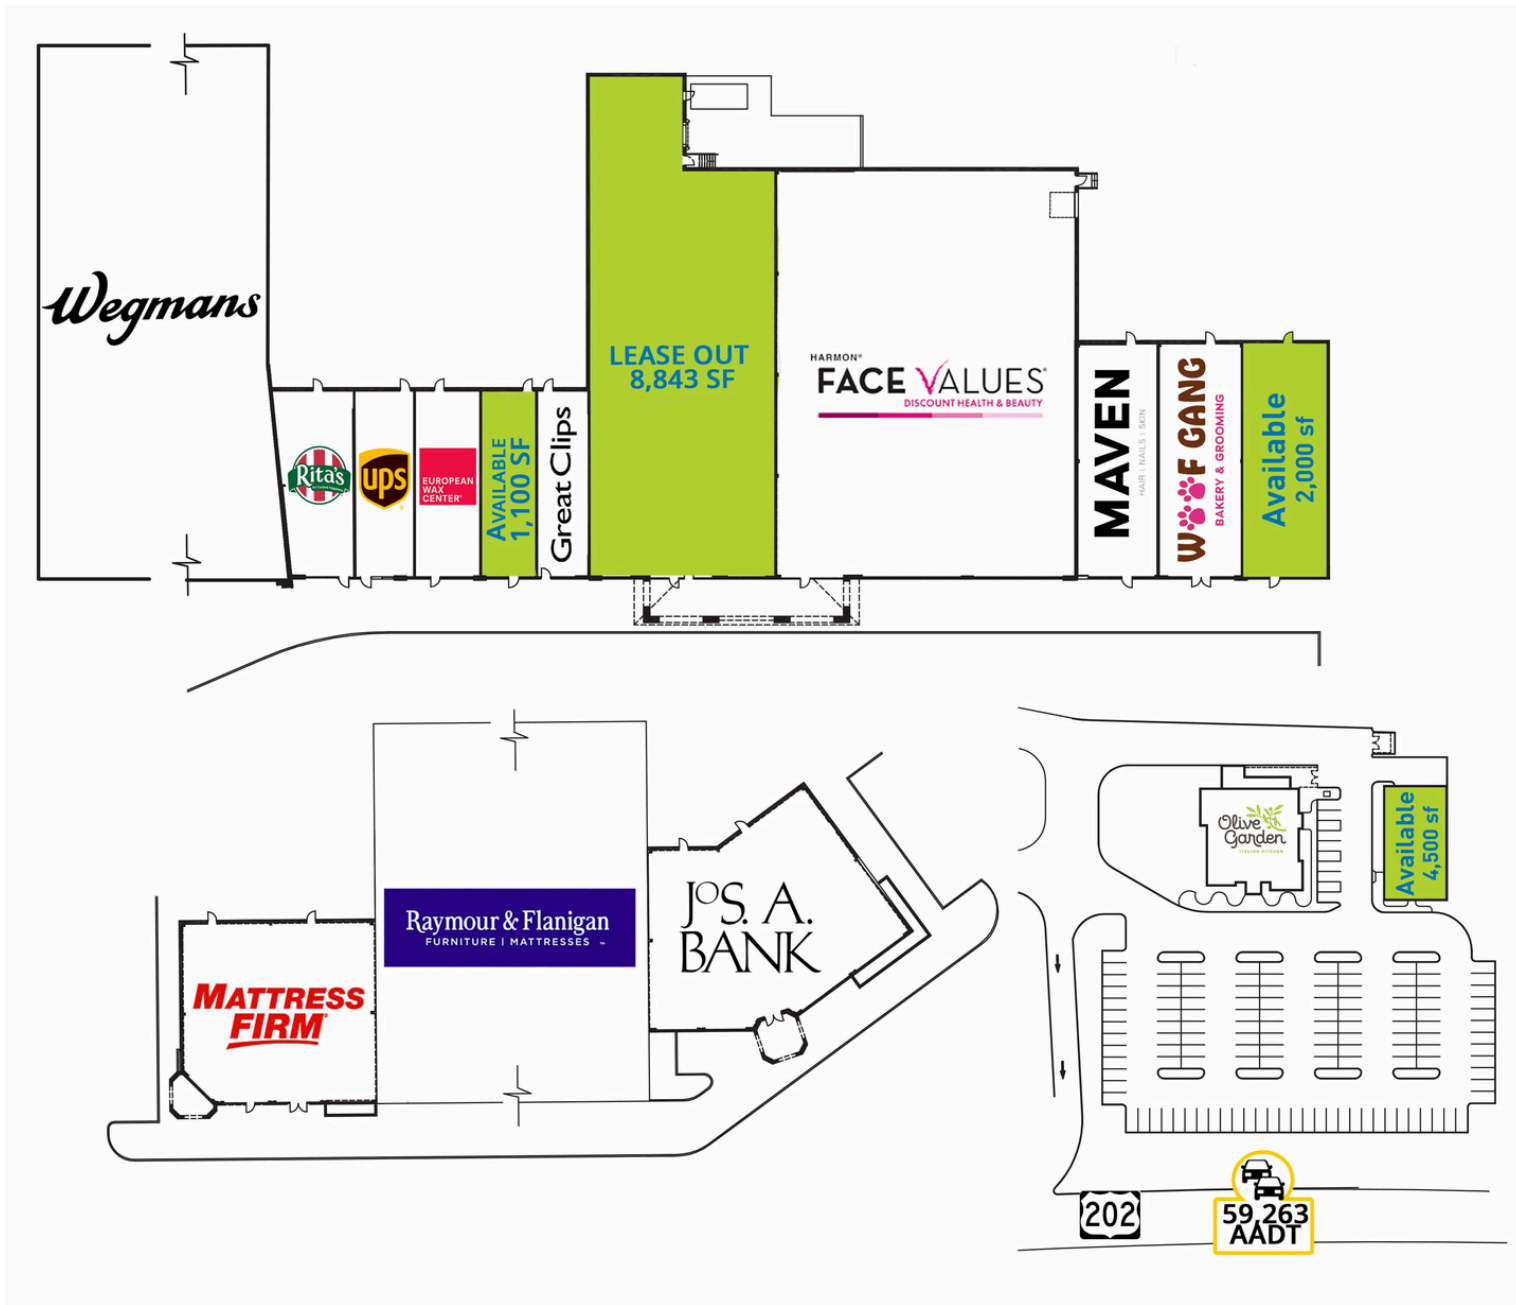 Wegmans
Rita's
ups
EUROPEAN
WAX
CENTER
AVAILABLE
1,100 SF
Great Clips
LEASE OUT
8,843 SF
HARMON®
FACE VALUES®
DISCOUNT HEALTH & BEAUTY
MAVEN
HAIR | NAILS | SKIN
WOOF GANG
BAKERY & GROOMING
Available
2,000 sf
MATTRESS
FIRM
Raymour & Flanigan
FURNITURE | MATTRESSES
JOS. A.
BANK
Olive
Garden
ITALIAN KITCHEN
Available
4,500 sf
202
59,263
AADT